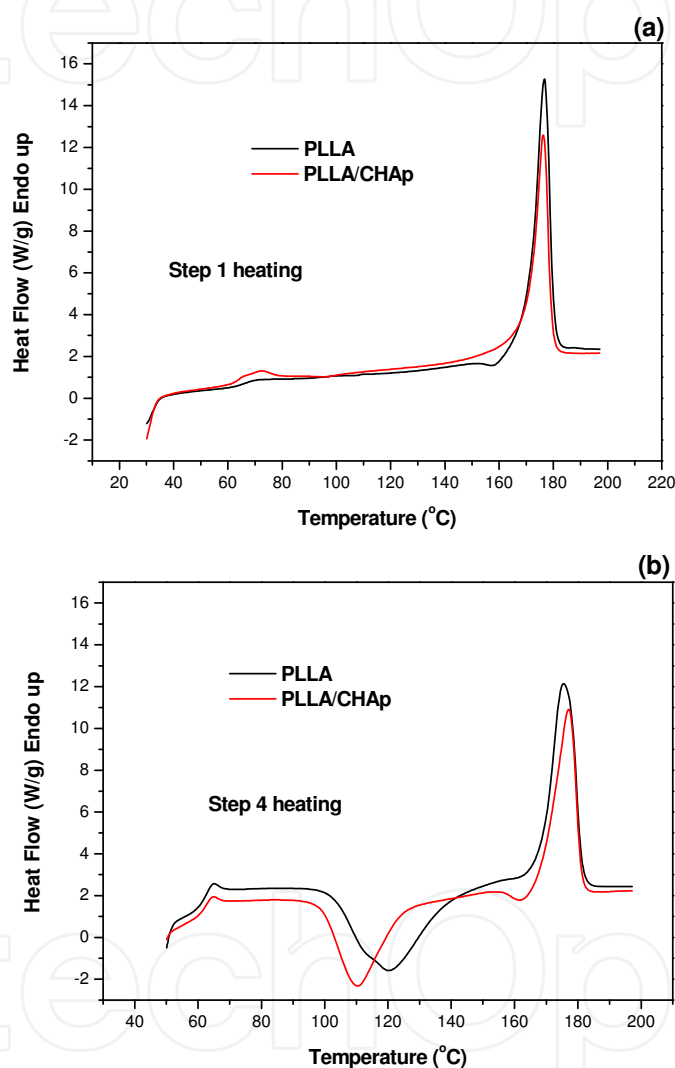 techOp
(a)
16
14
12
10
8
6
4
2
0
-2
Heat Flow (W/g) Endo up
PLLA
PLLA/CHAp
Step 1 heating
20 40 60 80 100 120 140 160 180 200 220
Temperature (°C)
(b)
16
14
12
10
8
6
4
2
0
-2
Heat Flow (W/g) Endo up
PLLA
PLLA/CHAp
Step 4 heating
40 60 80 100 120 140 160 180 200
Temperature (°C)
techOp